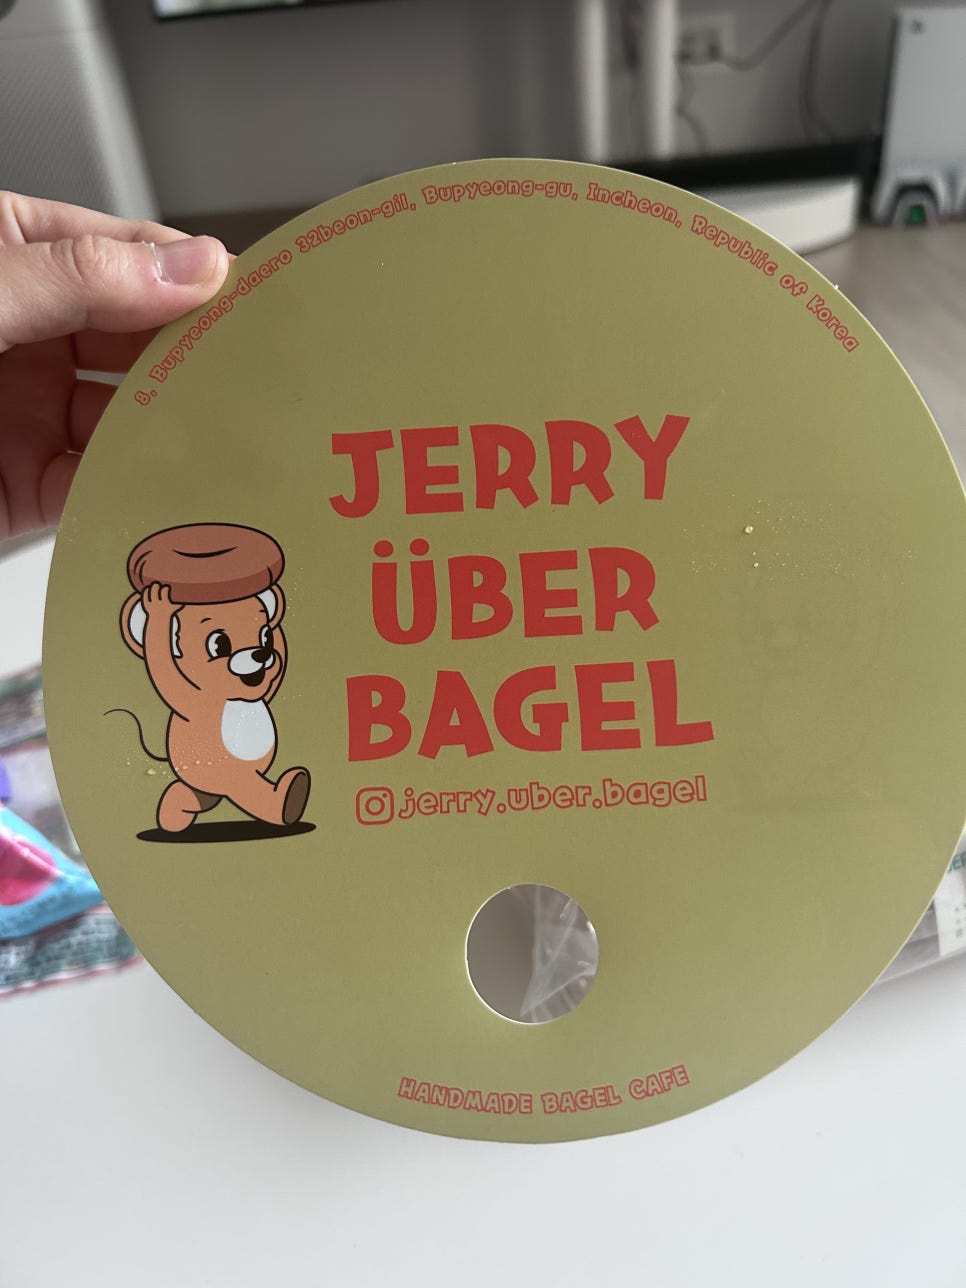 8, Bupyeong-daero 32beon-gil, Bupyeong-gu, Incheon, Republic of Korea
JERRY
ÜBER
BAGEL
jerry.uber.bagel
HANDMADE BAGEL CAFE